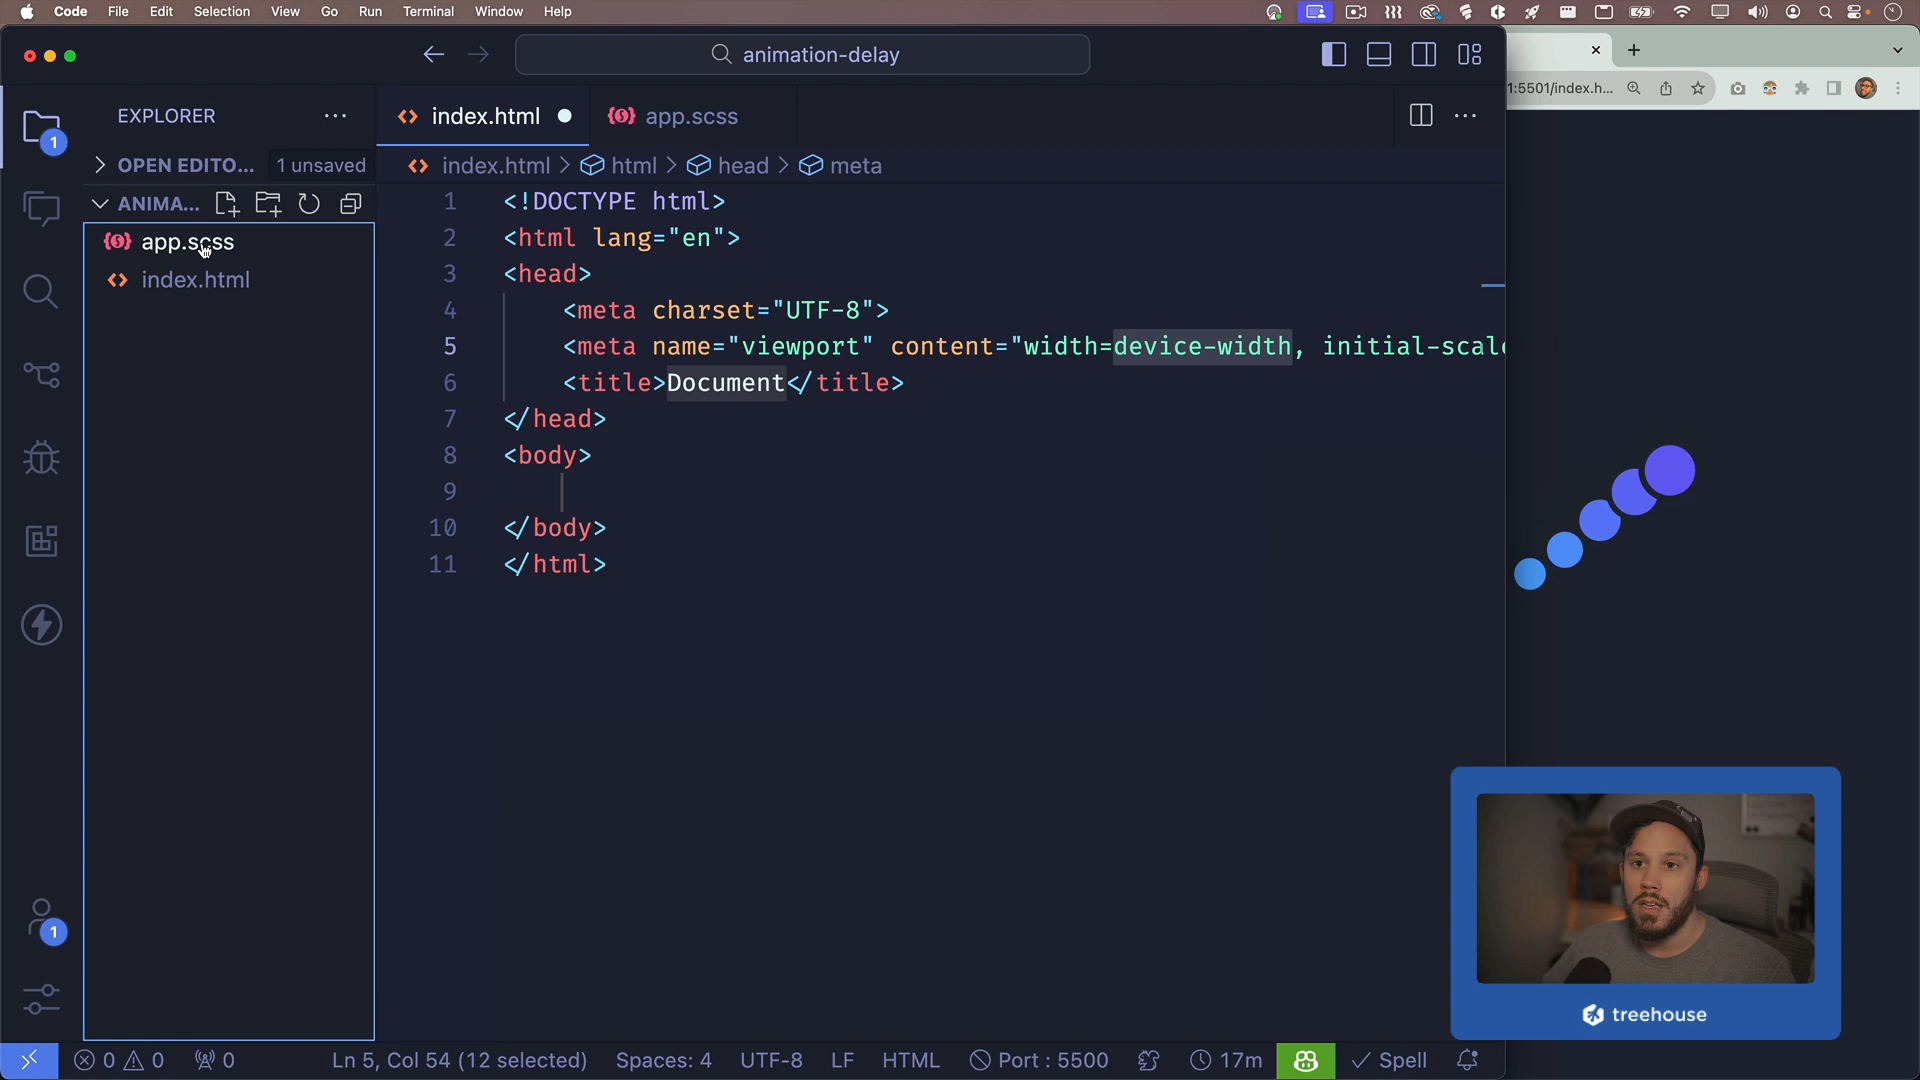 Code File Edit Selection View Go Run Terminal Window Help
animation-delay
1:5501/index.h...
EXPLORER
index.html
app.scss
1
OPEN EDITO...
1 unsaved
index.html > html > head > meta
ANIMA...
app.scss
index.html
1 <!DOCTYPE html>
2 <html lang="en">
3 <head>
4 <meta charset="UTF-8">
5 <meta name="viewport" content="width=device-width, initial-scale
6 <title>Document</title>
7 </head>
8 <body>
9
10 </body>
11 </html>
1
treehouse
0 0 0 Ln 5, Col 54 (12 selected) Spaces: 4 UTF-8 LF HTML Port : 5500 17m Spell